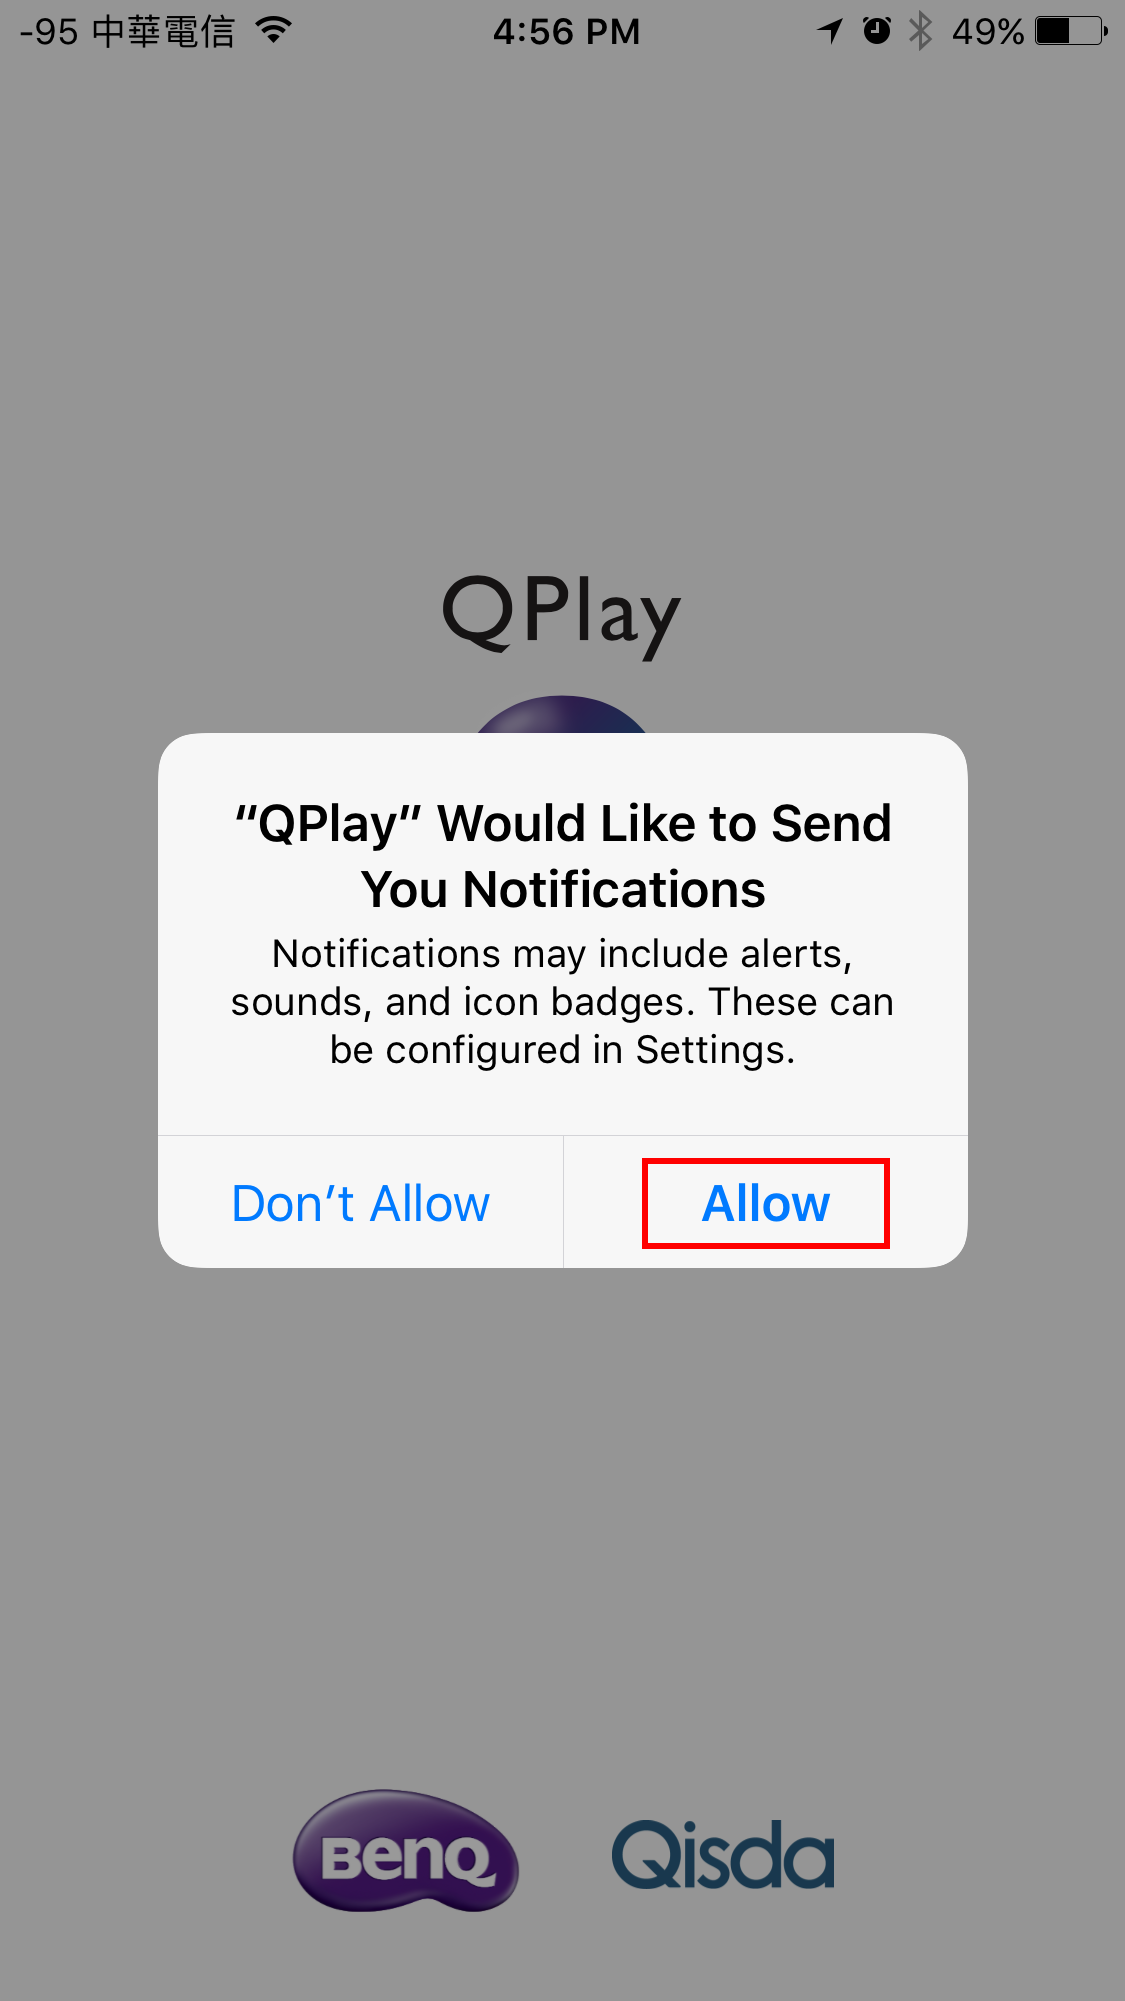 -95 中華電信 4:56 PM 49%
QPlay
“QPlay” Would Like to Send
You Notifications
Notifications may include alerts,
sounds, and icon badges. These can
be configured in Settings.
Don’t Allow Allow
BenQ Qisda